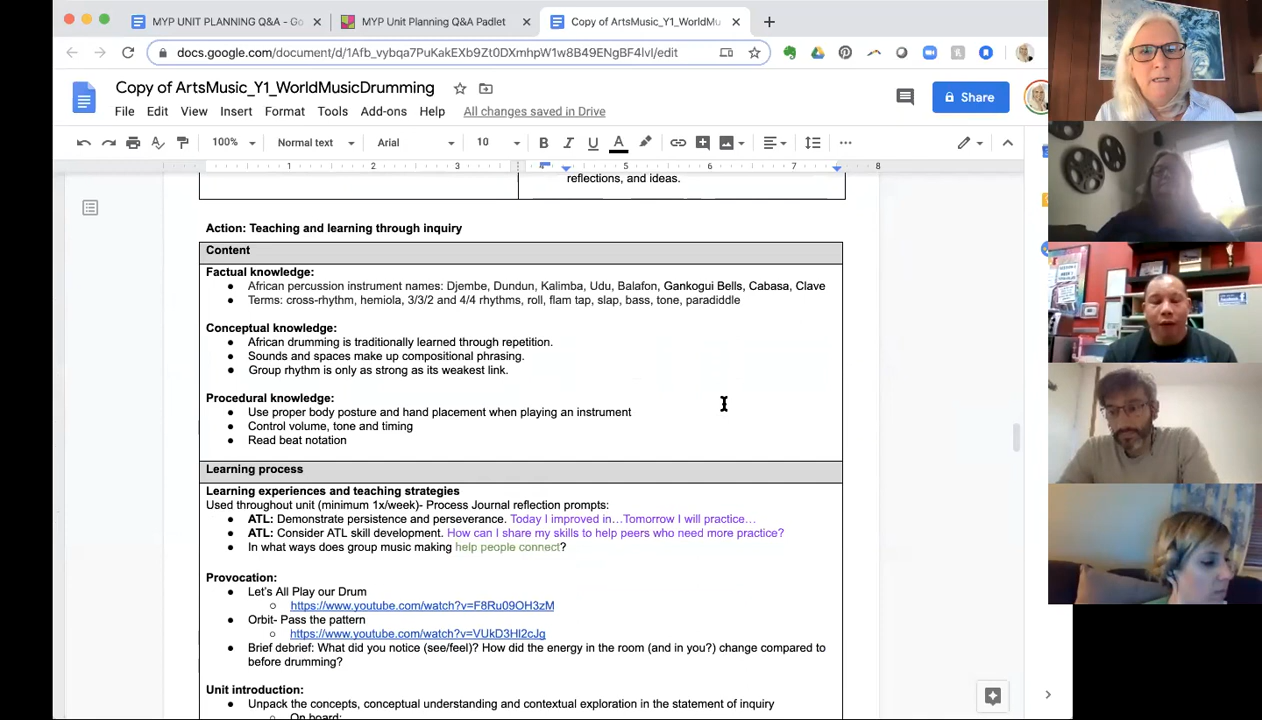 MYP UNIT PLANNING Q&A - Go
MYP Unit Planning Q&A Padlet
Copy of ArtsMusic_Y1_WorldMu
docs.google.com/document/d/1Afb_vybqa7PuKakEXb9Zt0DXmhpW1w8B49ENgBF4lvI/edit
Copy of ArtsMusic_Y1_WorldMusicDrumming
File Edit View Insert Format Tools Add-ons Help All changes saved in Drive
Share
100% Normal text Arial 10
1 2 3 4 5 6 7 8
reflections, and ideas.
Action: Teaching and learning through inquiry
Content
Factual knowledge:
● African percussion instrument names: Djembe, Dundun, Kalimba, Udu, Balafon, Gankogui Bells, Cabasa, Clave
● Terms: cross-rhythm, hemiola, 3/3/2 and 4/4 rhythms, roll, flam tap, slap, bass, tone, paradiddle
Conceptual knowledge:
● African drumming is traditionally learned through repetition.
● Sounds and spaces make up compositional phrasing.
● Group rhythm is only as strong as its weakest link.
Procedural knowledge:
● Use proper body posture and hand placement when playing an instrument
● Control volume, tone and timing
● Read beat notation
Learning process
Learning experiences and teaching strategies
Used throughout unit (minimum 1x/week)- Process Journal reflection prompts:
● ATL: Demonstrate persistence and perseverance. Today I improved in…Tomorrow I will practice…
● ATL: Consider ATL skill development. How can I share my skills to help peers who need more practice?
● In what ways does group music making help people connect?
Provocation:
● Let's All Play our Drum
○ https://www.youtube.com/watch?v=F8Ru09OH3zM
● Orbit- Pass the pattern
○ https://www.youtube.com/watch?v=VUkD3Hl2cJg
● Brief debrief: What did you notice (see/feel)? How did the energy in the room (and in you?) change compared to
before drumming?
Unit introduction:
● Unpack the concepts, conceptual understanding and contextual exploration in the statement of inquiry
○ On board: